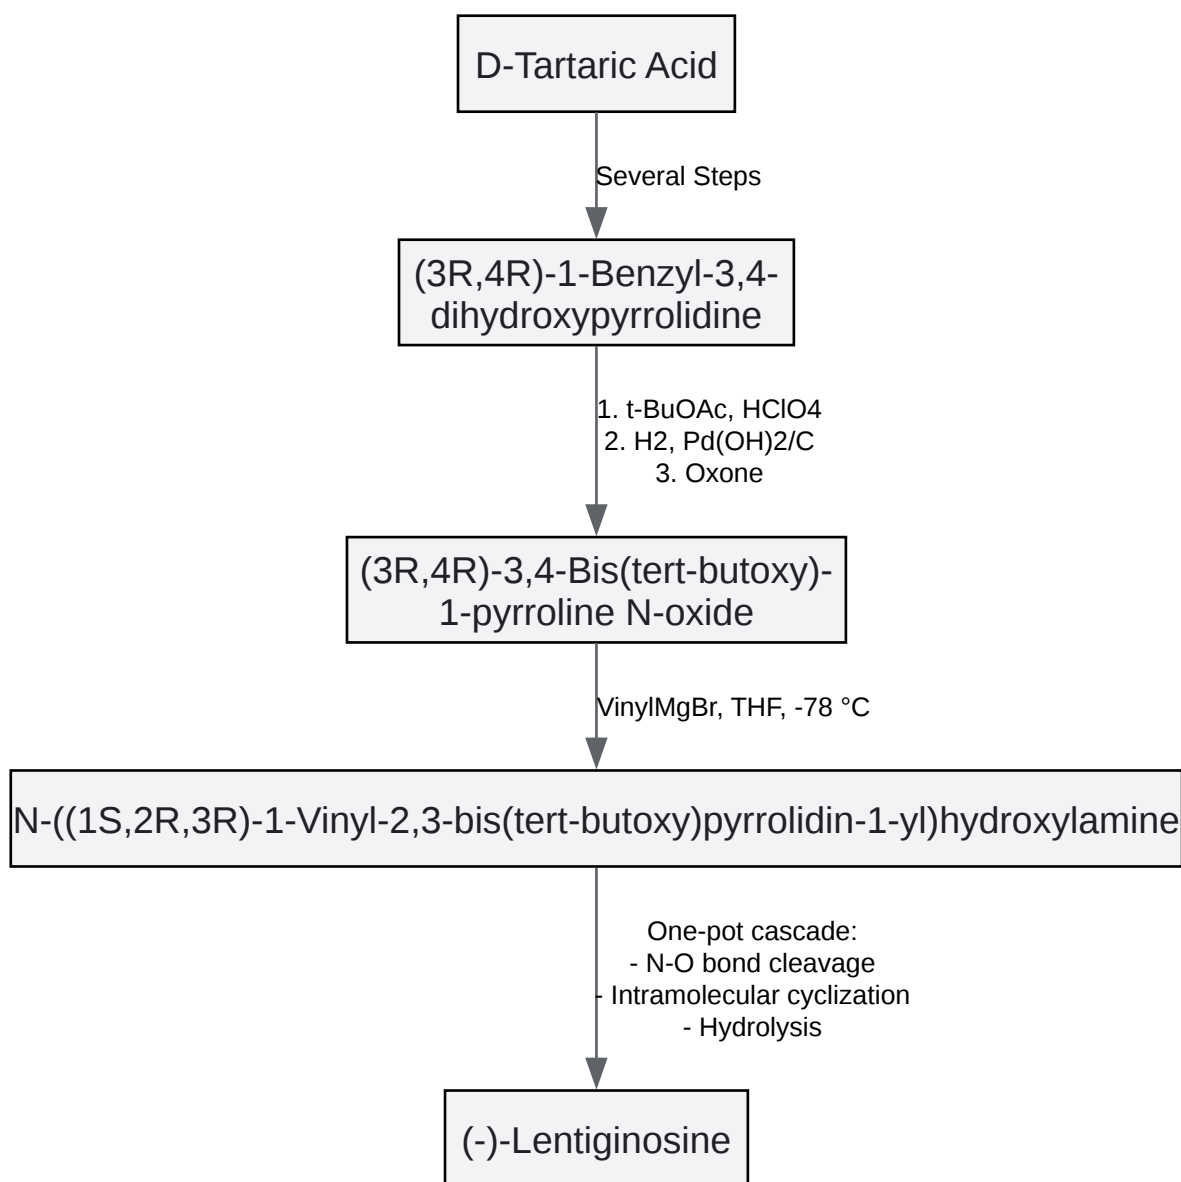 D-Tartaric Acid
Several Steps
(3R,4R)-1-Benzyl-3,4-
dihydroxypyrrolidine
1. t-BuOAc, HClO4
2. H2, Pd(OH)2/C
3. Oxone
(3R,4R)-3,4-Bis(tert-butoxy)-
1-pyrroline N-oxide
VinylMgBr, THF, -78 °C
N-((1S,2R,3R)-1-Vinyl-2,3-bis(tert-butoxy)pyrrolidin-1-yl)hydroxylamine
One-pot cascade:
- N-O bond cleavage
- Intramolecular cyclization
- Hydrolysis
(-)-Lentiginosine